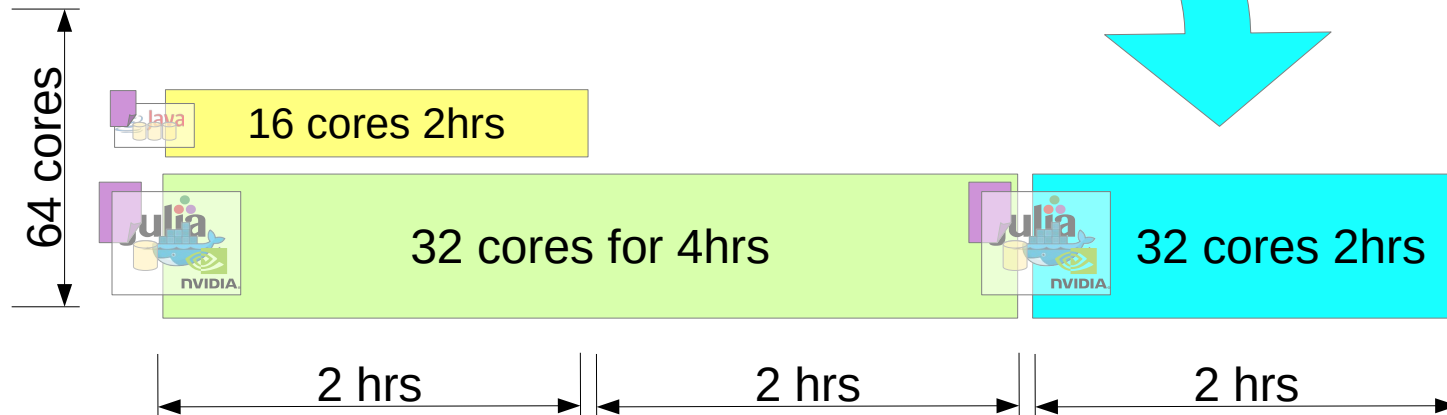 64 cores
Java
16 cores 2hrs
julia
NVIDIA.
32 cores for 4hrs
julia
NVIDIA.
32 cores 2hrs
2 hrs
2 hrs
2 hrs